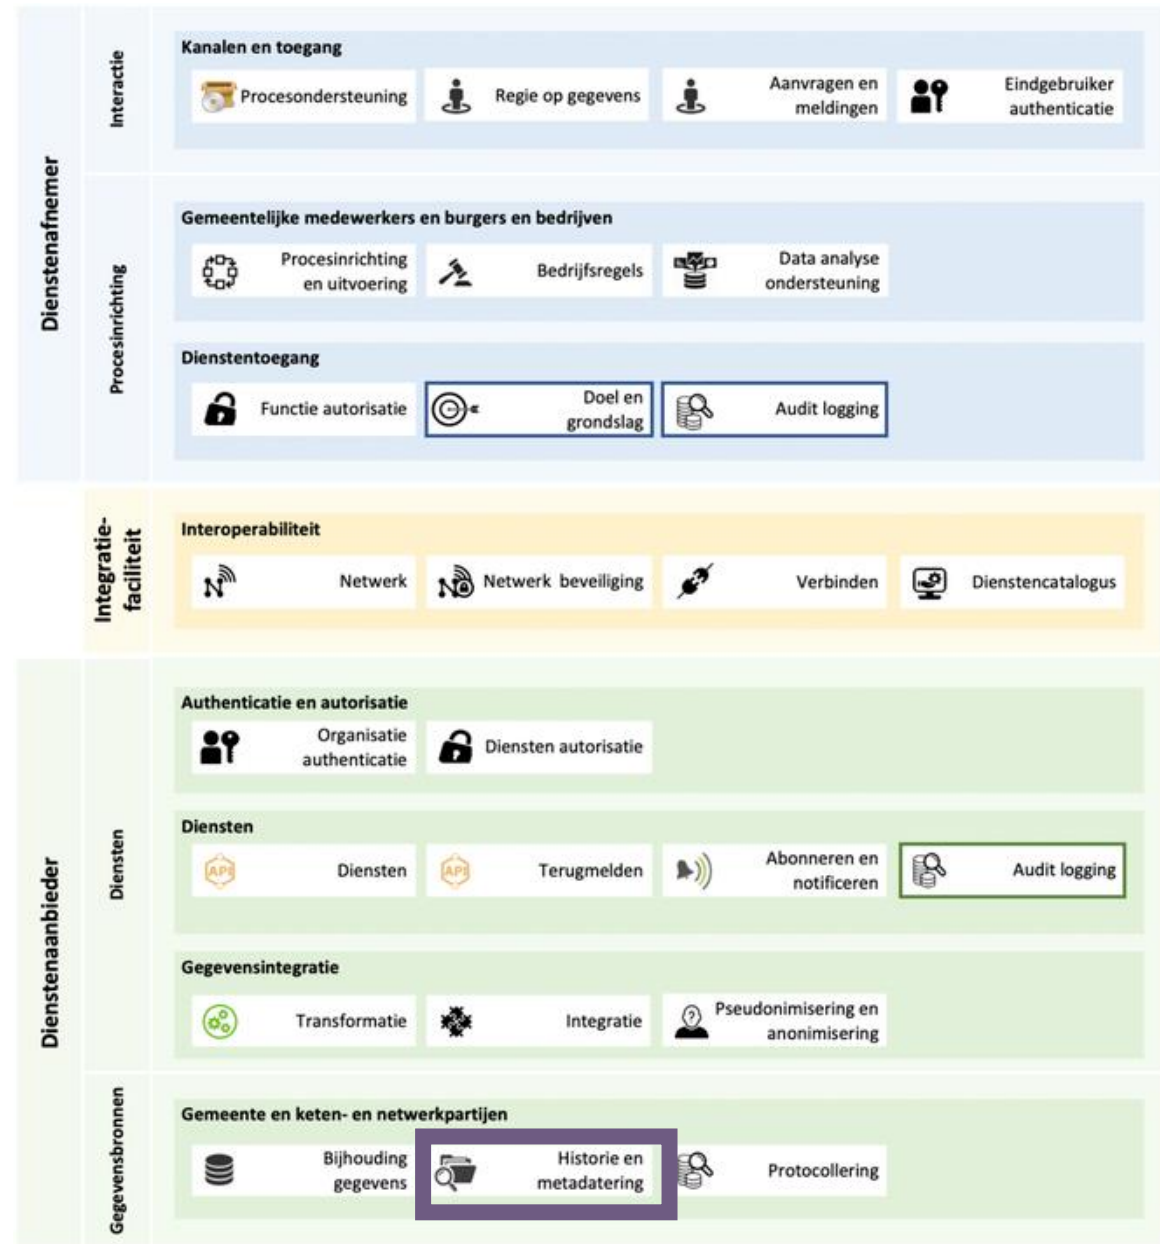 Dienstenafnemer
Interactie
Kanalen en toegang
Procesondersteuning
Regie op gegevens
Aanvragen en
meldingen
Eindgebruiker
authenticatie
Procesinrichting
Gemeentelijke medewerkers en burgers en bedrijven
Procesinrichting
en uitvoering
Bedrijfsregels
Data analyse
ondersteuning
Dienstentoegang
Functie autorisatie
Doel en
grondslag
Audit logging
Integratie-
faciliteit
Interoperabiliteit
Netwerk
Netwerk beveiliging
Verbinden
Dienstencatalogus
Dienstenaanbieder
Diensten
Authenticatie en autorisatie
Organisatie
authenticatie
Diensten autorisatie
Diensten
API
Diensten
API
Terugmelden
Abonneren en
notificeren
Audit logging
Gegevensintegratie
Transformatie
Integratie
Pseudonimisering en
anonimisering
Gegevensbronnen
Gemeente en keten- en netwerkpartijen
Bijhouding
gegevens
Historie en
metadatering
Protocollering